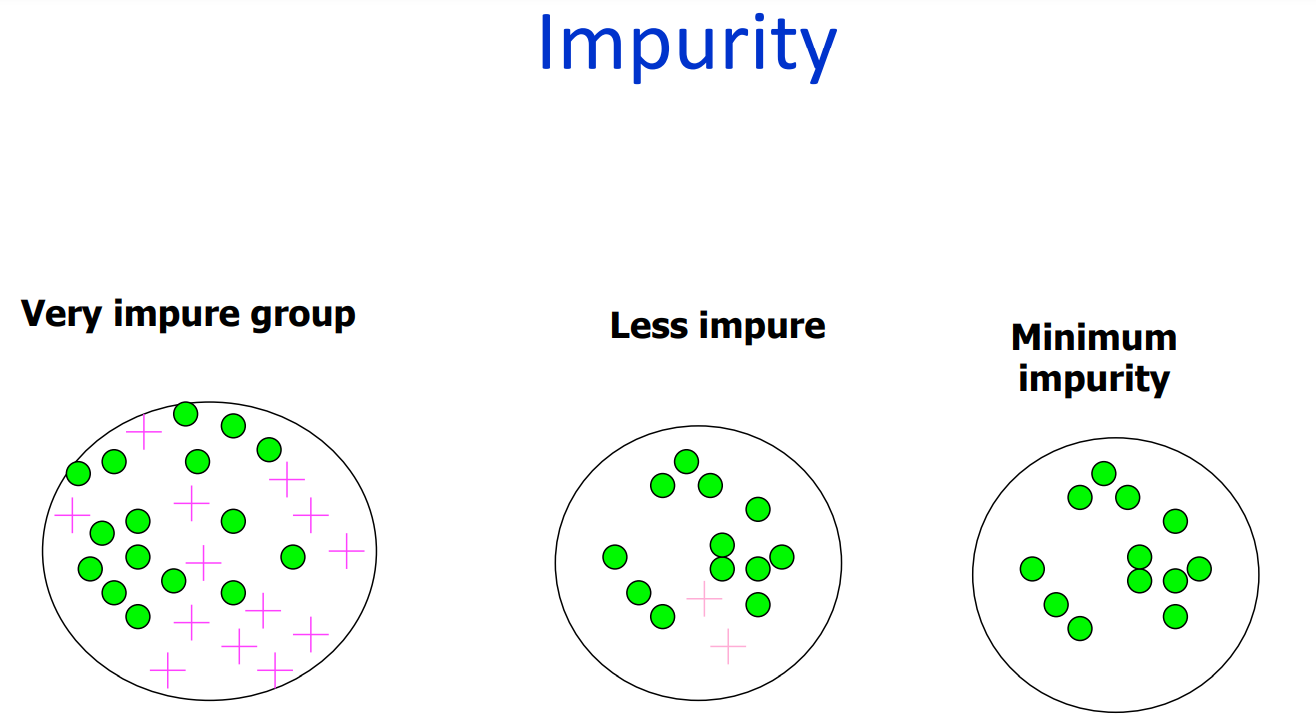 Impurity
Very impure group
Less impure
Minimum
impurity